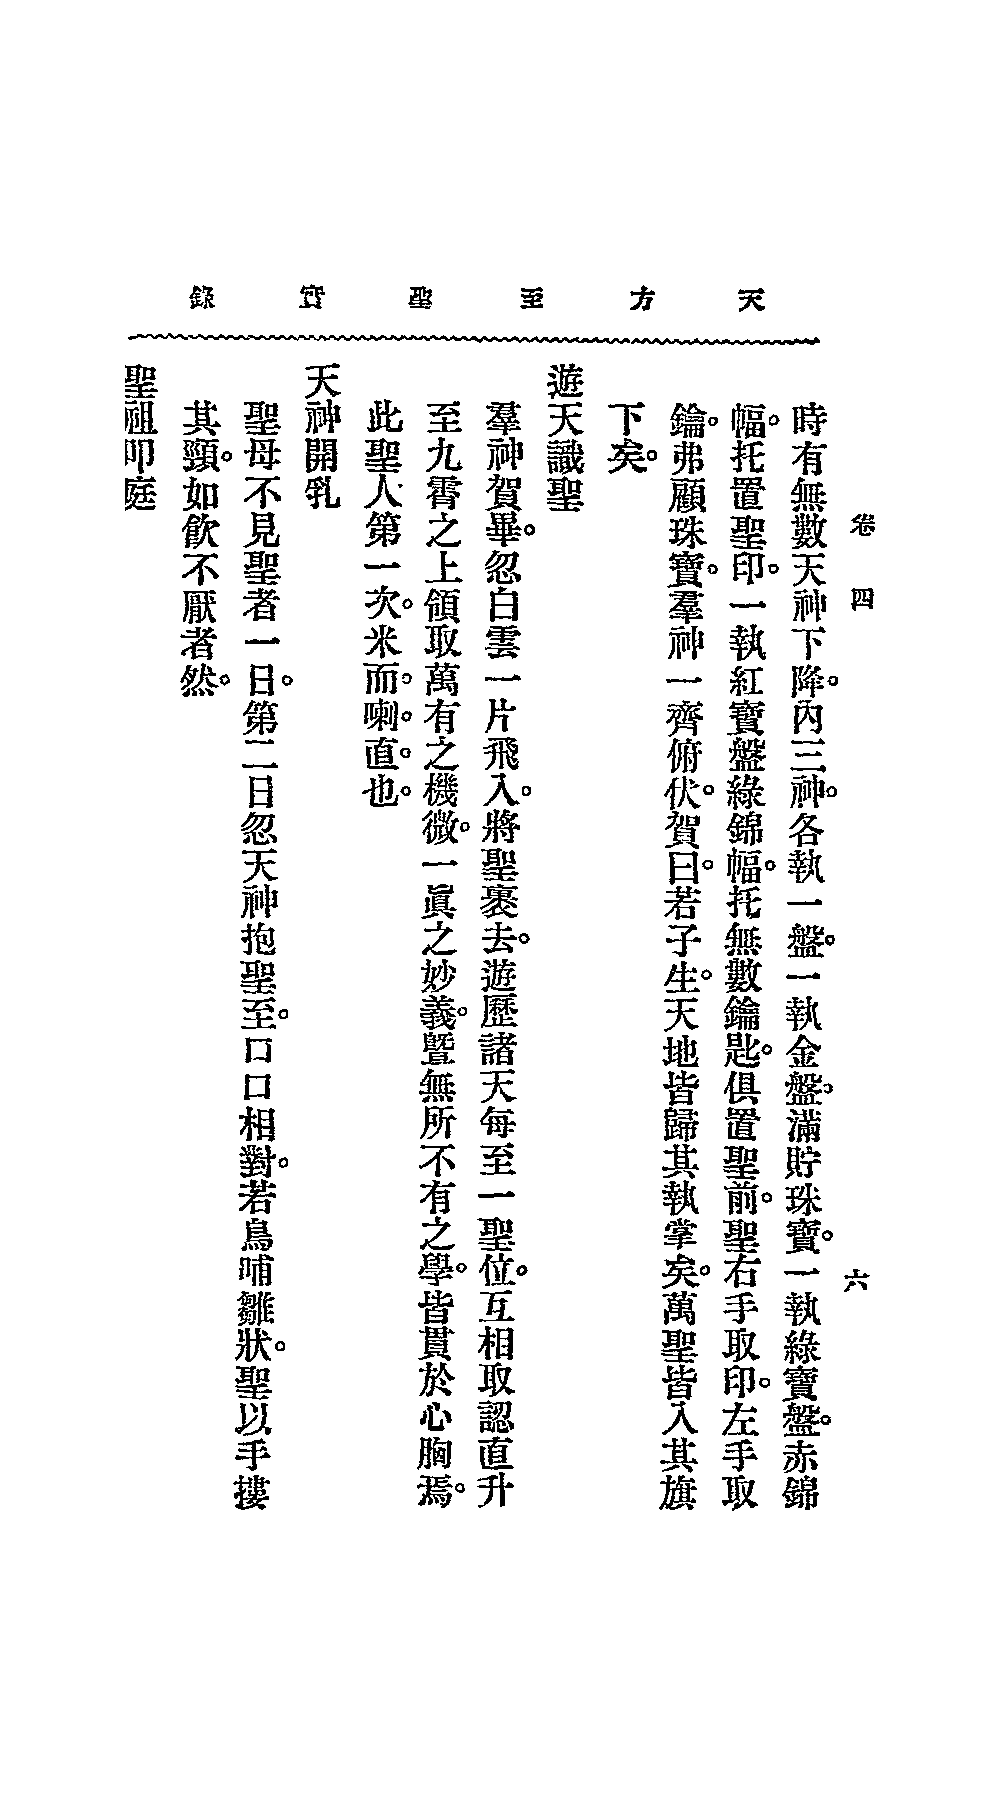 天方至聖實錄
卷四
六
時有無數天神下降。內三神。各執一盤。一執金盤。滿貯珠寶。一執綠寶盤。赤錦
幅。托置聖印。一執紅寶盤綠錦幅。托無數鑰匙。俱置聖前。聖右手取印。左手取
鑰。弗顧珠寶。羣神一齊俯伏。賀曰。若子生。天地皆歸其執掌矣。萬聖皆入其旗
下矣。
遊天識聖
羣神賀畢。忽白雲一片飛入。將聖裹去。遊歷諸天每至一聖位。互相取認直升
至九霄之上領取萬有之機微。一眞之妙義。曁無所不有之學。皆貫於心胸焉。
此聖人第一次。米而。喇。直。也。
天神開乳
聖母不見聖者一日。第二日忽天神抱聖至。口口相對。若鳥哺雛狀。聖以手摟
其頸。如飮不厭者然。
聖祖叩庭